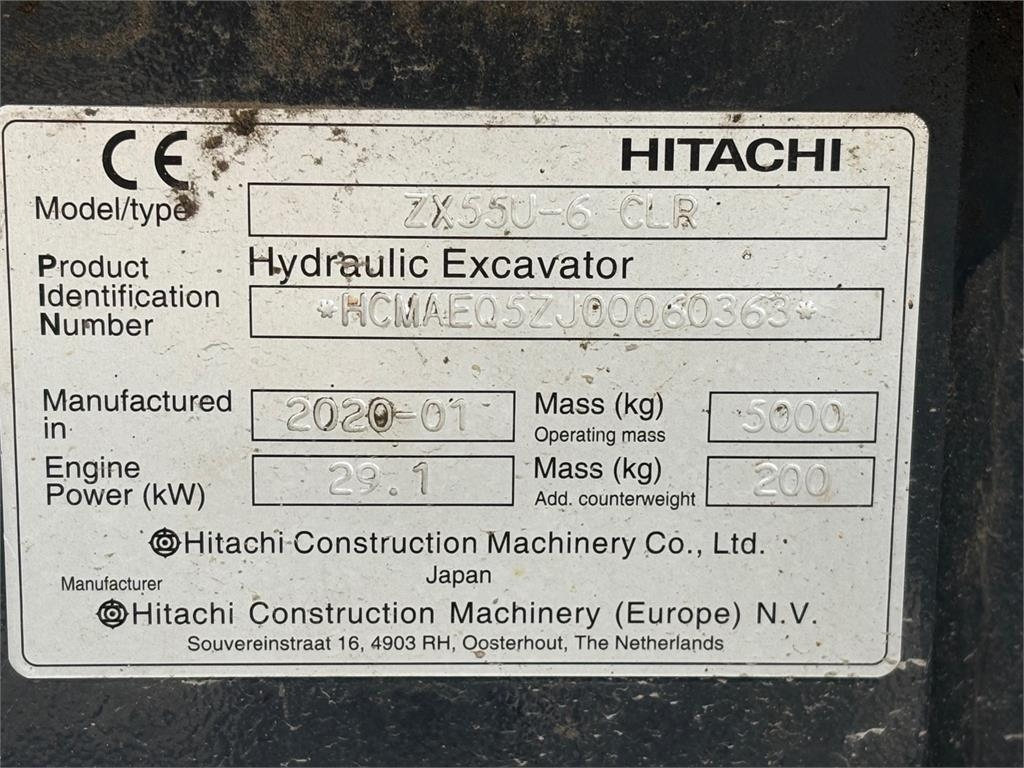 CE HITACHI
Model/type ZX55U-6 CLR
Product Hydraulic Excavator
Identification *HCMAEQ5ZJ00060363*
Number
Manufactured in 2020-01 Mass (kg) Operating mass 5000
Engine Power (kW) 29.1 Mass (kg) Add. counterweight 200
Hitachi Construction Machinery Co., Ltd.
Japan
Manufacturer
Hitachi Construction Machinery (Europe) N.V.
Souvereinstraat 16, 4903 RH, Oosterhout, The Netherlands